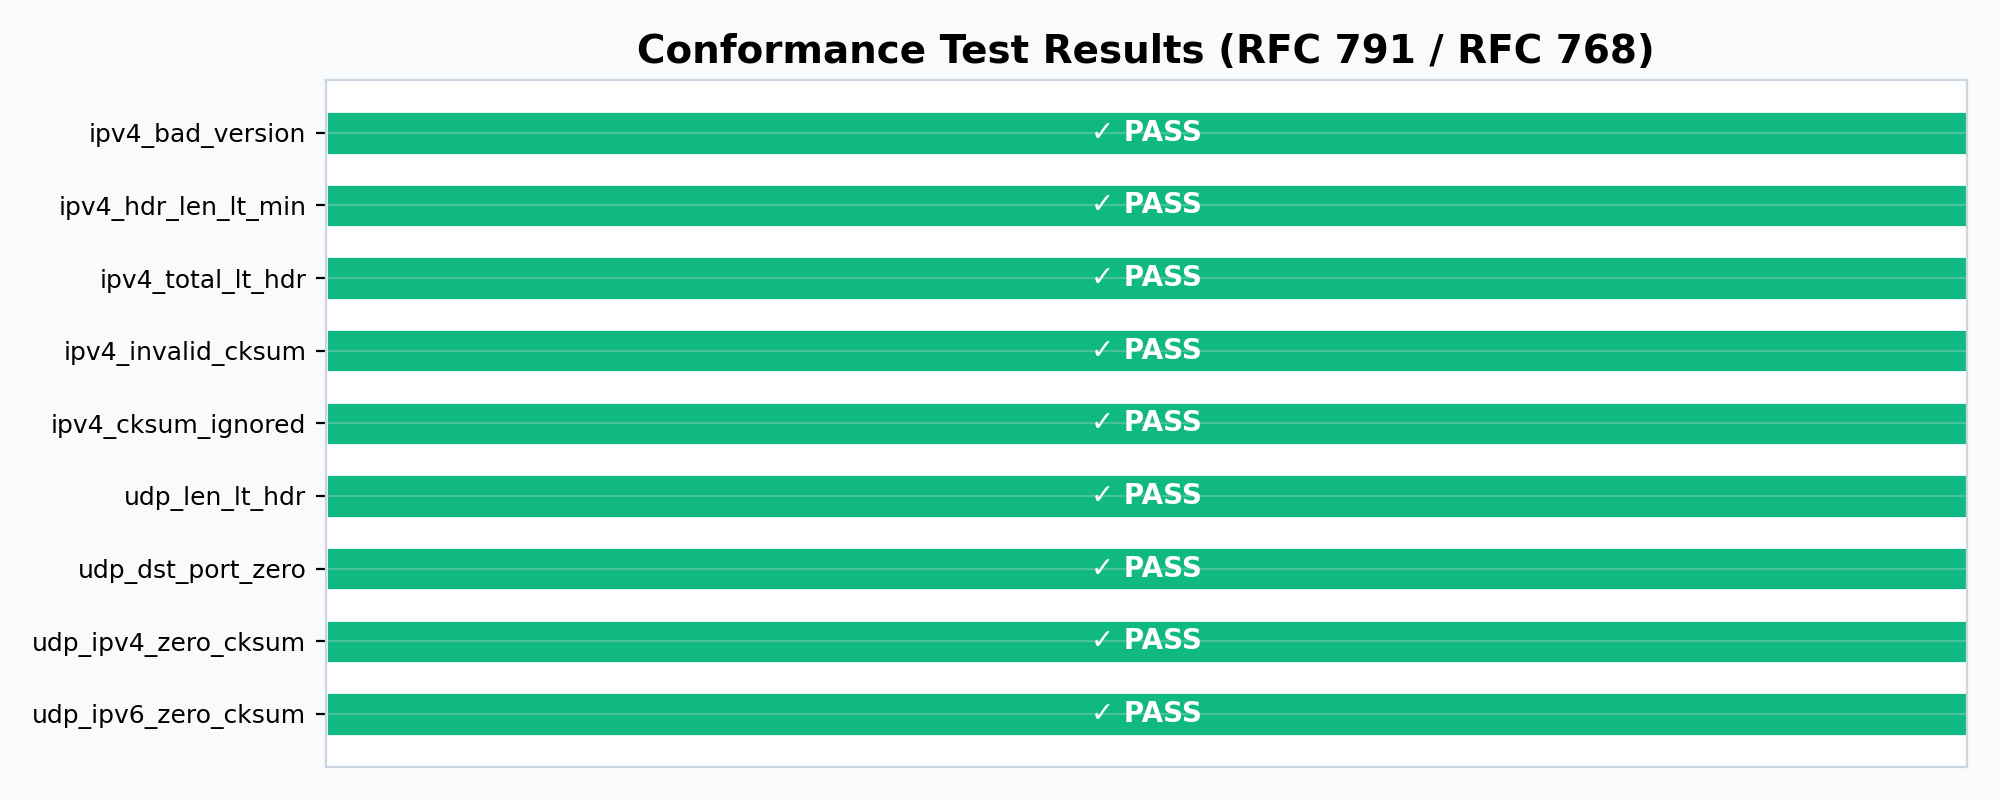 Conformance Test Results (RFC 791 / RFC 768)
ipv4_bad_version ✓ PASS
ipv4_hdr_len_lt_min ✓ PASS
ipv4_total_lt_hdr ✓ PASS
ipv4_invalid_cksum ✓ PASS
ipv4_cksum_ignored ✓ PASS
udp_len_lt_hdr ✓ PASS
udp_dst_port_zero ✓ PASS
udp_ipv4_zero_cksum ✓ PASS
udp_ipv6_zero_cksum ✓ PASS